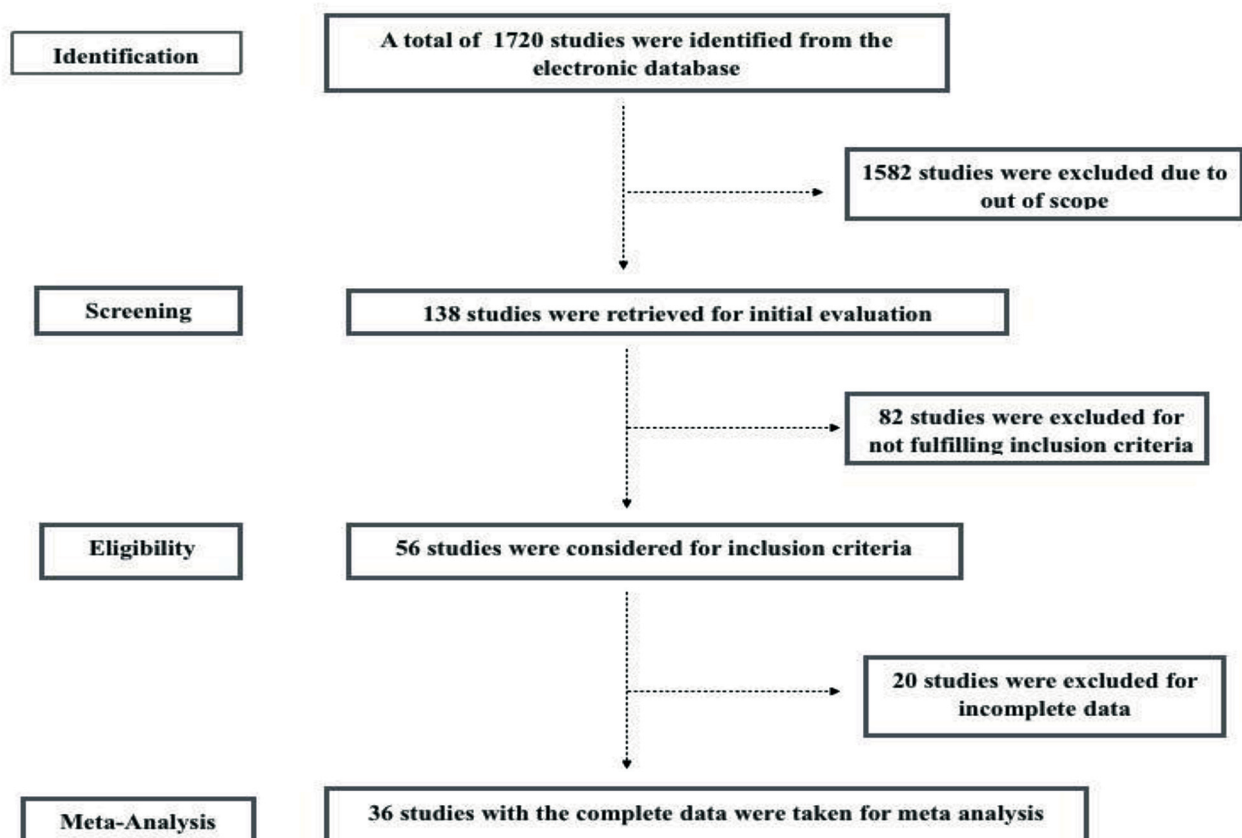 Identification
A total of 1720 studies were identified from the
electronic database
1582 studies were excluded due to
out of scope
Screening
138 studies were retrieved for initial evaluation
82 studies were excluded for
not fulfilling inclusion criteria
Eligibility
56 studies were considered for inclusion criteria
20 studies were excluded for
incomplete data
Meta-Analysis
36 studies with the complete data were taken for meta analysis